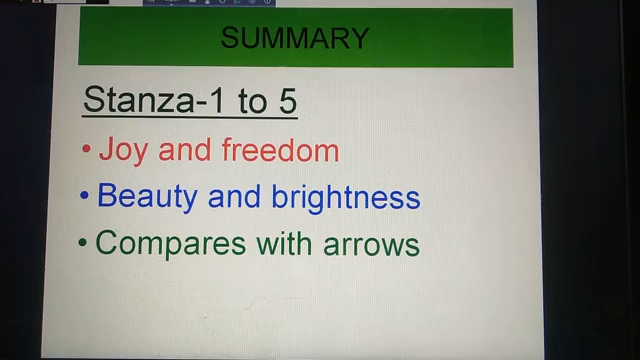 SUMMARY
Stanza-1 to 5
• Joy and freedom
• Beauty and brightness
• Compares with arrows